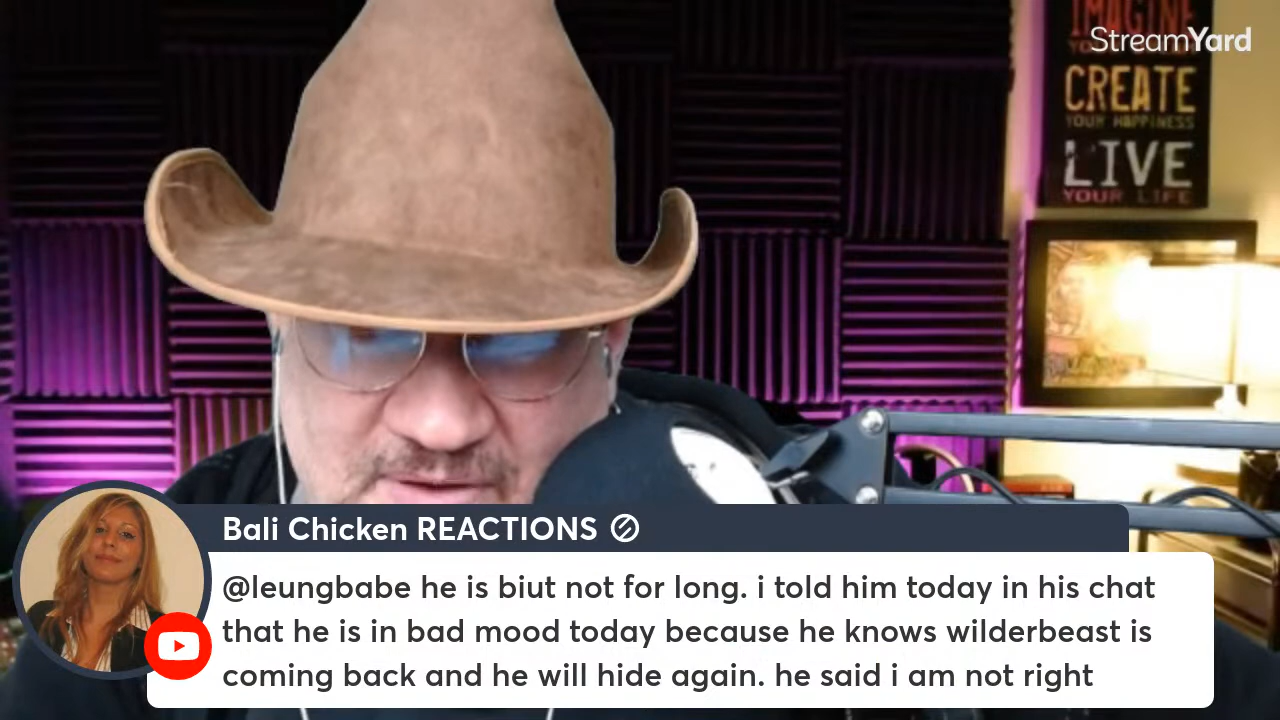 IMAGINE
StreamYard
CREATE
YOUR HAPPINESS
LIVE
YOUR LIFE
Bali Chicken REACTIONS
@leungbabe he is biut not for long. i told him today in his chat
that he is in bad mood today because he knows wilderbeast is
coming back and he will hide again. he said i am not right